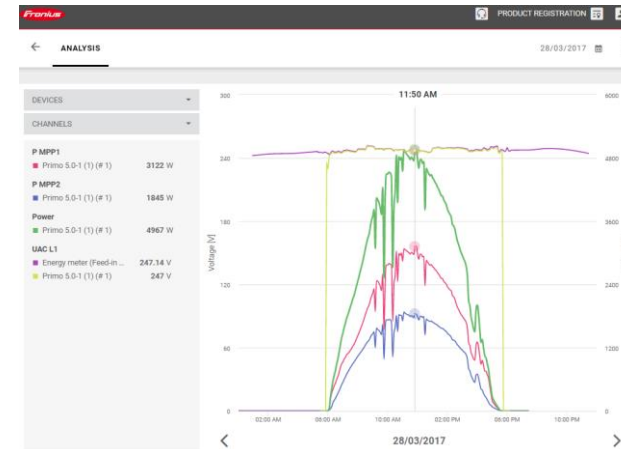 Fronius
PRODUCT REGISTRATION
ANALYSIS
28/03/2017
DEVICES
CHANNELS
P MPP1
Primo 5.0-1 (1) (# 1) 3122 W
P MPP2
Primo 5.0-1 (1) (# 1) 1845 W
Power
Primo 5.0-1 (1) (# 1) 4967 W
UAC L1
Energy meter (Feed-in ... 247.14 V
Primo 5.0-1 (1) (# 1) 247 V
11:50 AM
300 6000
240 4800
180 3600
Voltage [V]
120 2400
60 1200
0 0
02:00 AM 08:00 AM 10:00 AM 02:00 PM 08:00 PM 10:00 PM
28/03/2017